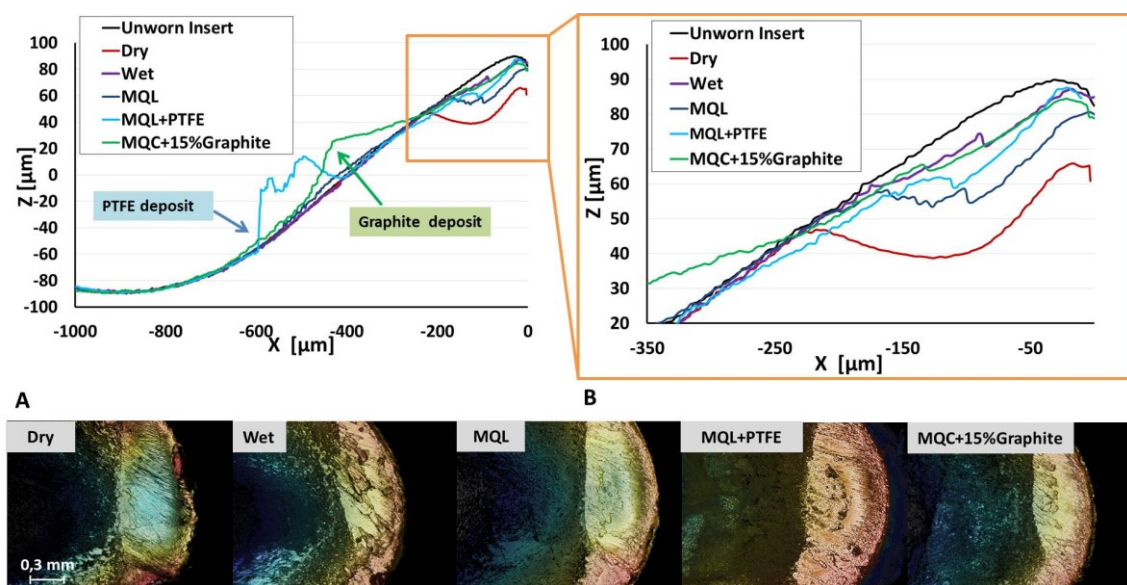 Unworn Insert
Dry
Wet
MQL
MQL+PTFE
MQC+15%Graphite
100
80
60
40
20
0
-20
-40
-60
-80
-100
Z [µm]
PTFE deposit
Graphite deposit
-1000 -800 -600 -400 -200 0
X [µm]
Unworn Insert
Dry
Wet
MQL
MQL+PTFE
MQC+15%Graphite
100
90
80
70
60
50
40
30
20
Z [µm]
-350 -250 -150 -50
X [µm]
A B
Dry Wet MQL MQL+PTFE MQC+15%Graphite
0,3 mm